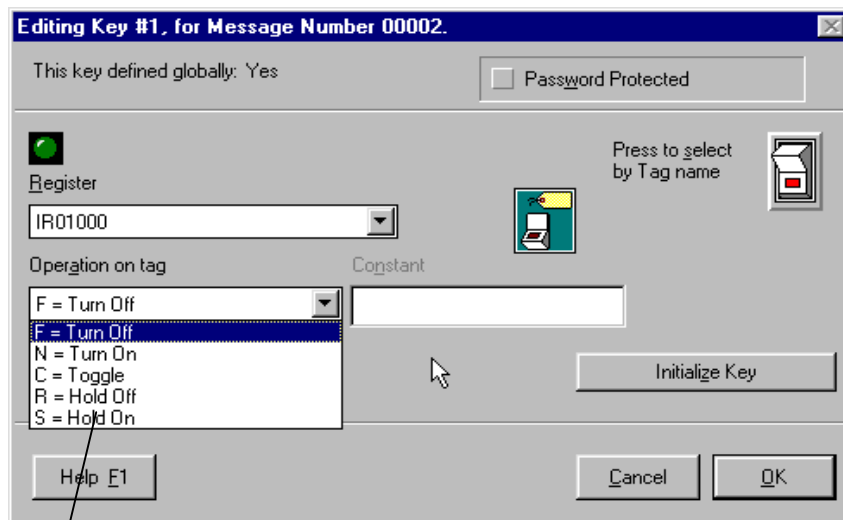 Editing Key #1, for Message Number 00002.
This key defined globally: Yes
Password Protected
Press to select
by Tag name
Register
IR01000
Operation on tag
Constant
F = Turn Off
F = Turn Off
N = Turn On
C = Toggle
R = Hold Off
S = Hold On
Initialize Key
Help F1
Cancel
OK